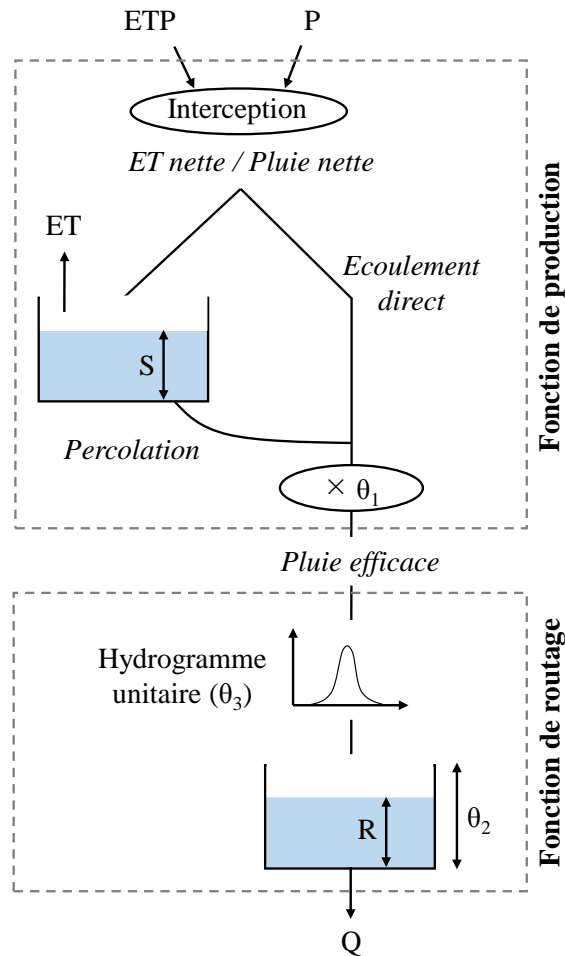 ETP
P
Interception
ET nette / Pluie nette
ET
Ecoulement
direct
S
Percolation
× θ₁
Fonction de production
Pluie efficace
Hydrogramme
unitaire (θ₃)
R
θ₂
Fonction de routage
Q